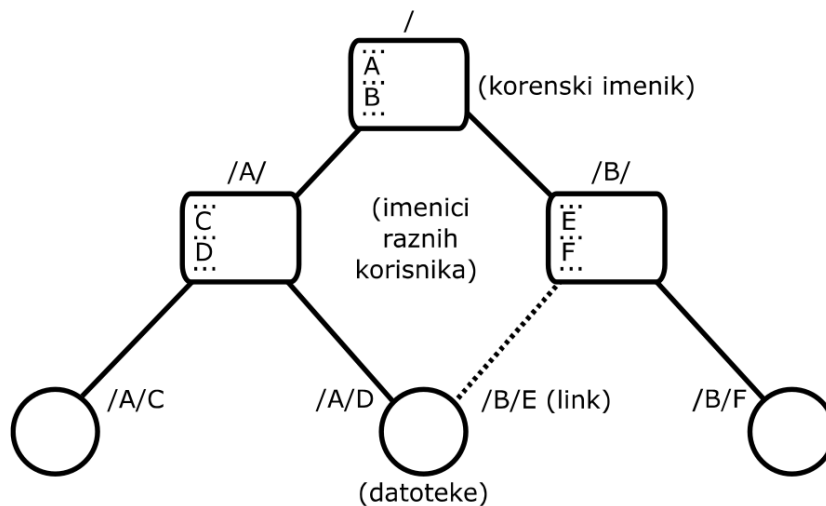 /
...
A
...
B
...
(korenski imenik)
/A/
...
C
...
D
...
(imenici
raznih
korisnika)
/B/
...
E
...
F
...
/A/C
/A/D
/B/E (link)
/B/F
(datoteke)